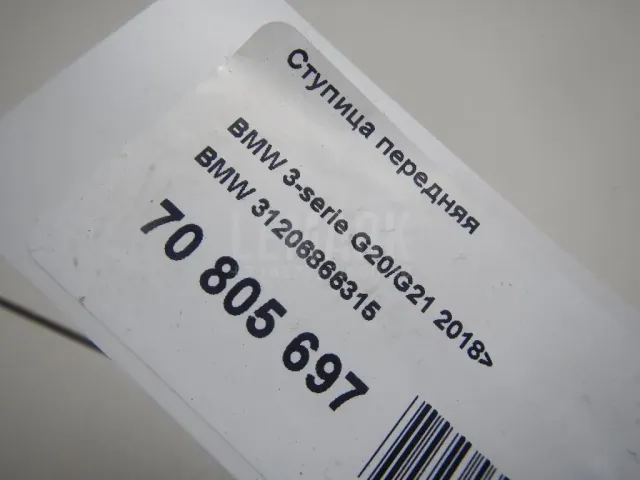 Ступица передняя
BMW 3-serie G20/G21 2018>
BMW 31206866315
70 805 697